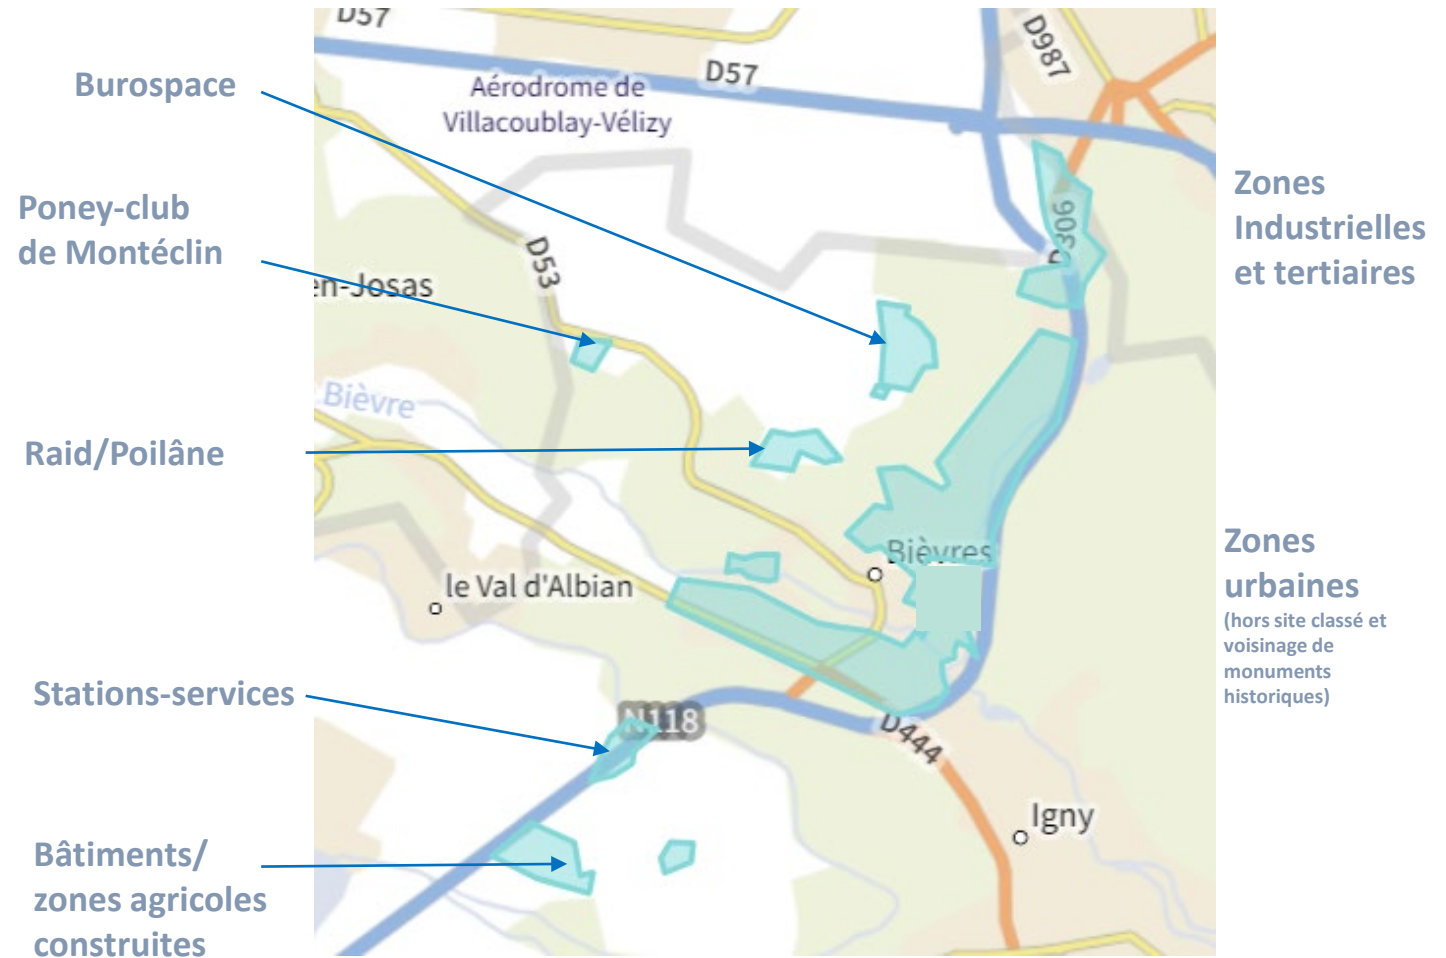 D57
D987
D57
Burospace
Aérodrome de
Villacoublay-Vélizy
Zones
Industrielles
et tertiaires
Poney-club
de Montéclin
D306
D53
en-Josas
Bièvre
Raid/Poilâne
Zones
urbaines
(hors site classé et
voisinage de
monuments
historiques)
Bièvres
le Val d'Albian
Stations-services
N118
D444
Igny
Bâtiments/
zones agricoles
construites